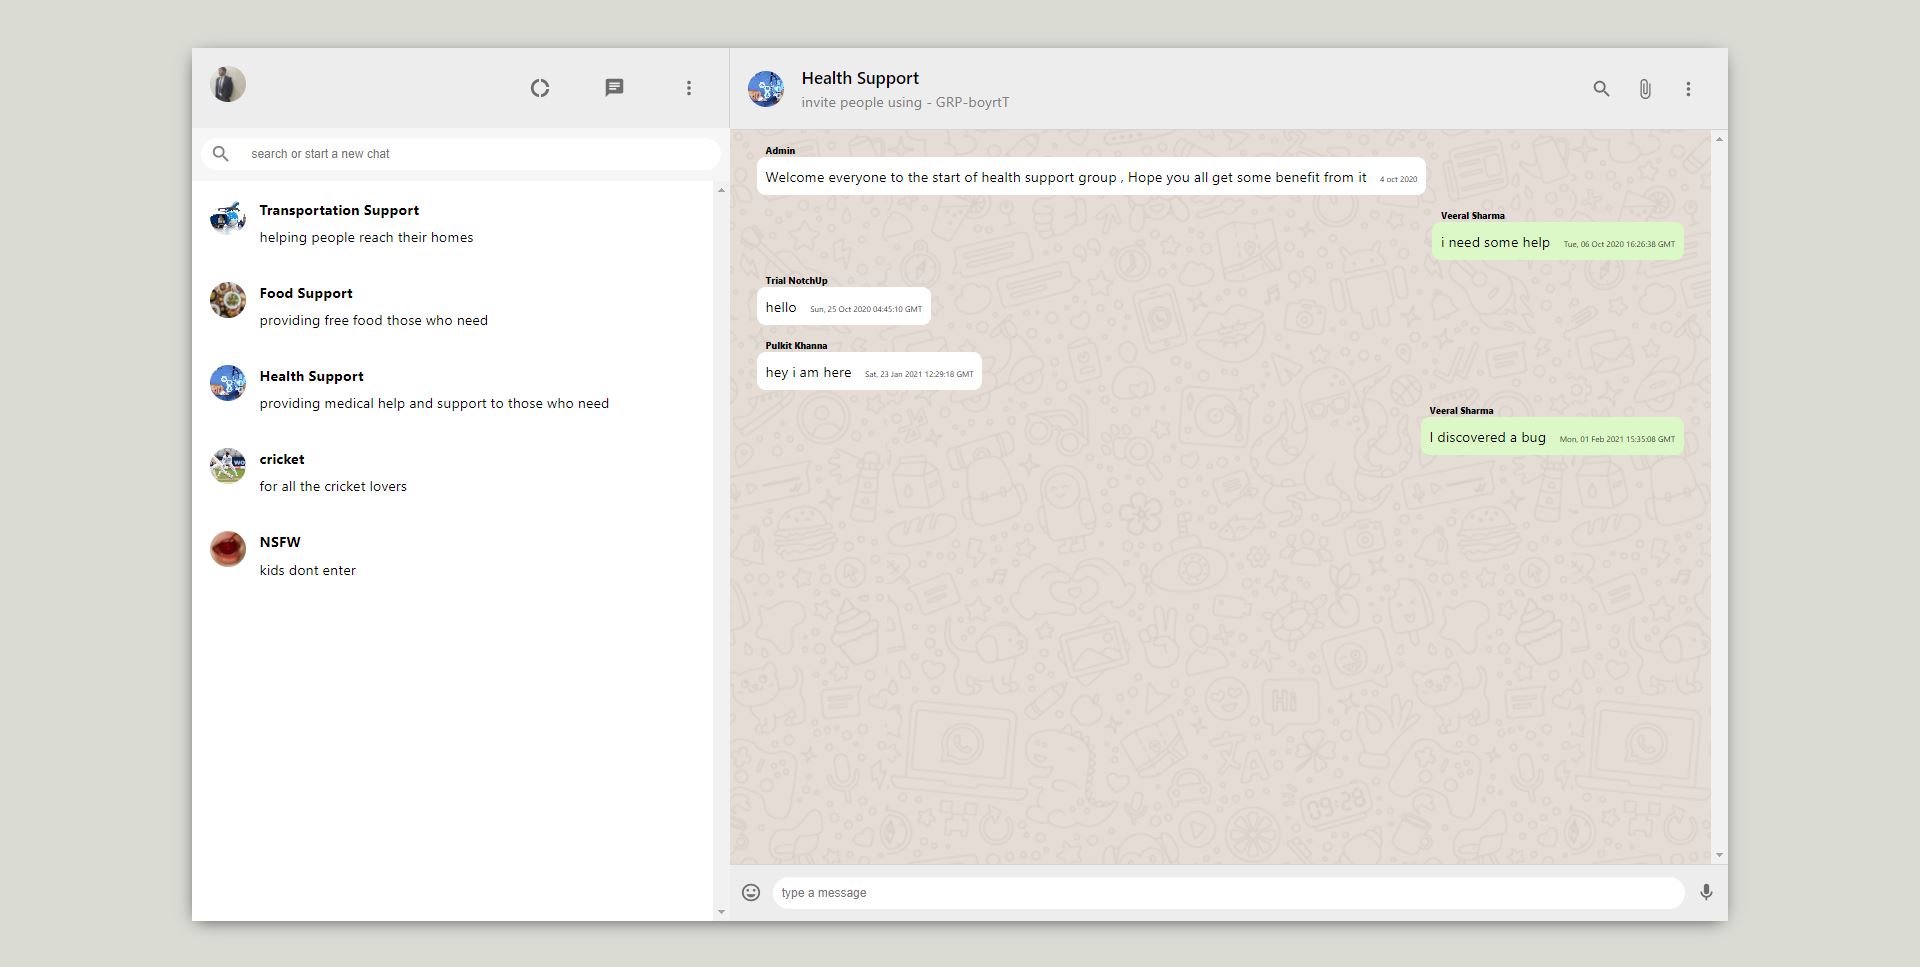 search or start a new chat
Transportation Support
helping people reach their homes
Food Support
providing free food those who need
Health Support
providing medical help and support to those who need
cricket
for all the cricket lovers
NSFW
kids dont enter
Health Support
invite people using - GRP-boyrtT
Admin
Welcome everyone to the start of health support group , Hope you all get some benefit from it 4 oct 2020
Veeral Sharma
i need some help Tue, 06 Oct 2020 16:26:38 GMT
Trial NotchUp
hello Sun, 25 Oct 2020 04:45:10 GMT
Pulkit Khanna
hey i am here Sat, 23 Jan 2021 12:29:18 GMT
Veeral Sharma
I discovered a bug Mon, 01 Feb 2021 15:35:08 GMT
Hi
09:28
type a message